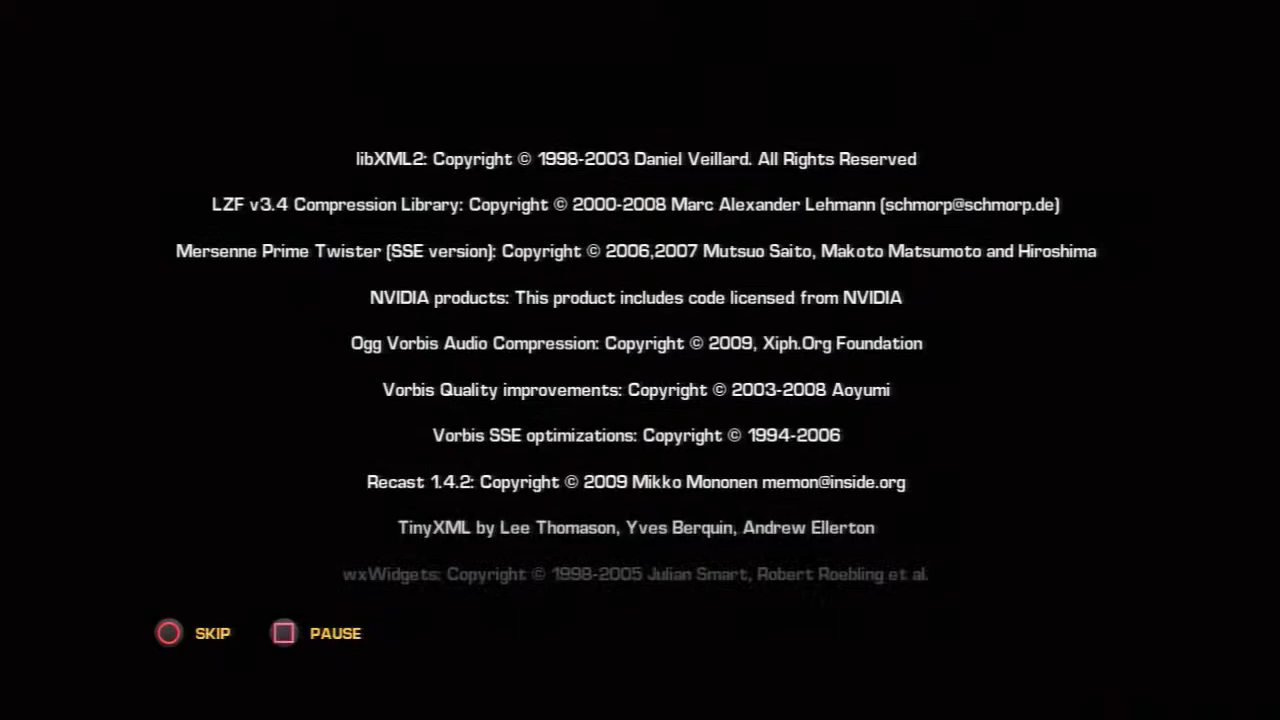 libXML2: Copyright © 1998-2003 Daniel Veillard. All Rights Reserved
LZF v3.4 Compression Library: Copyright © 2000-2008 Marc Alexander Lehmann (schmorp@schmorp.de)
Mersenne Prime Twister (SSE version): Copyright © 2006,2007 Mutsuo Saito, Makoto Matsumoto and Hiroshima
NVIDIA products: This product includes code licensed from NVIDIA
Ogg Vorbis Audio Compression: Copyright © 2009, Xiph.Org Foundation
Vorbis Quality improvements: Copyright © 2003-2008 Aoyumi
Vorbis SSE optimizations: Copyright © 1994-2006
Recast 1.4.2: Copyright © 2009 Mikko Mononen memon@inside.org
TinyXML by Lee Thomason, Yves Berquin, Andrew Ellerton
wxWidgets: Copyright © 1998-2005 Julian Smart, Robert Roebling et al.
SKIP PAUSE